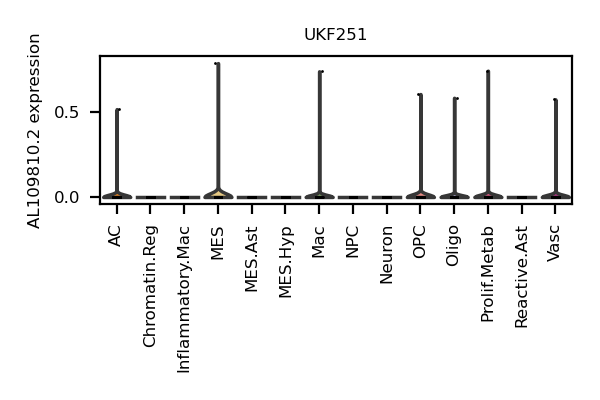 UKF251
AL109810.2 expression
0.5
0.0
AC
Chromatin.Reg
Inflammatory.Mac
MES
MES.Ast
MES.Hyp
Mac
NPC
Neuron
OPC
Oligo
Prolif.Metab
Reactive.Ast
Vasc